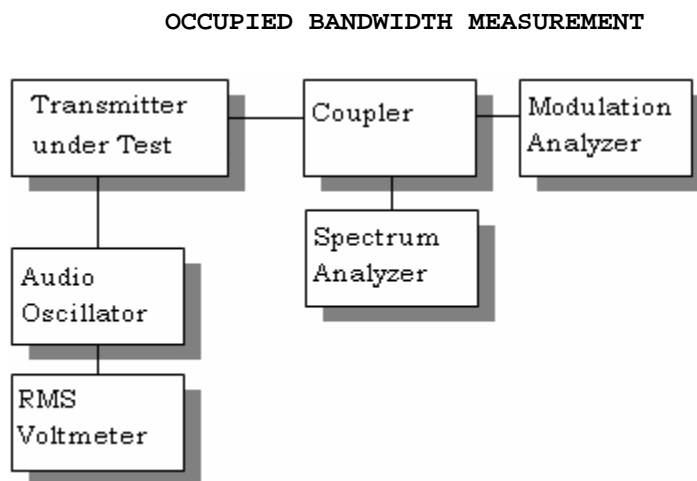 OCCUPIED BANDWIDTH MEASUREMENT
Transmitter
under Test
Coupler
Modulation
Analyzer
Spectrum
Analyzer
Audio
Oscillator
RMS
Voltmeter